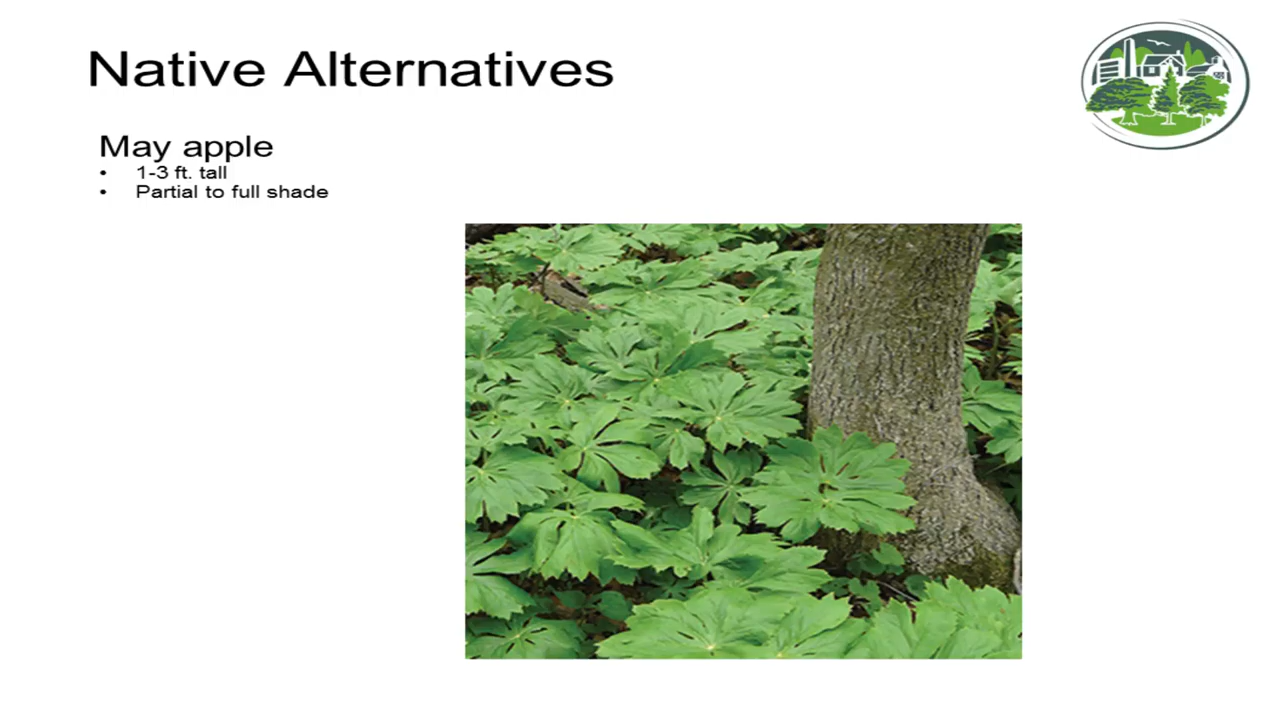 Native Alternatives
May apple
• 1-3 ft. tall
• Partial to full shade